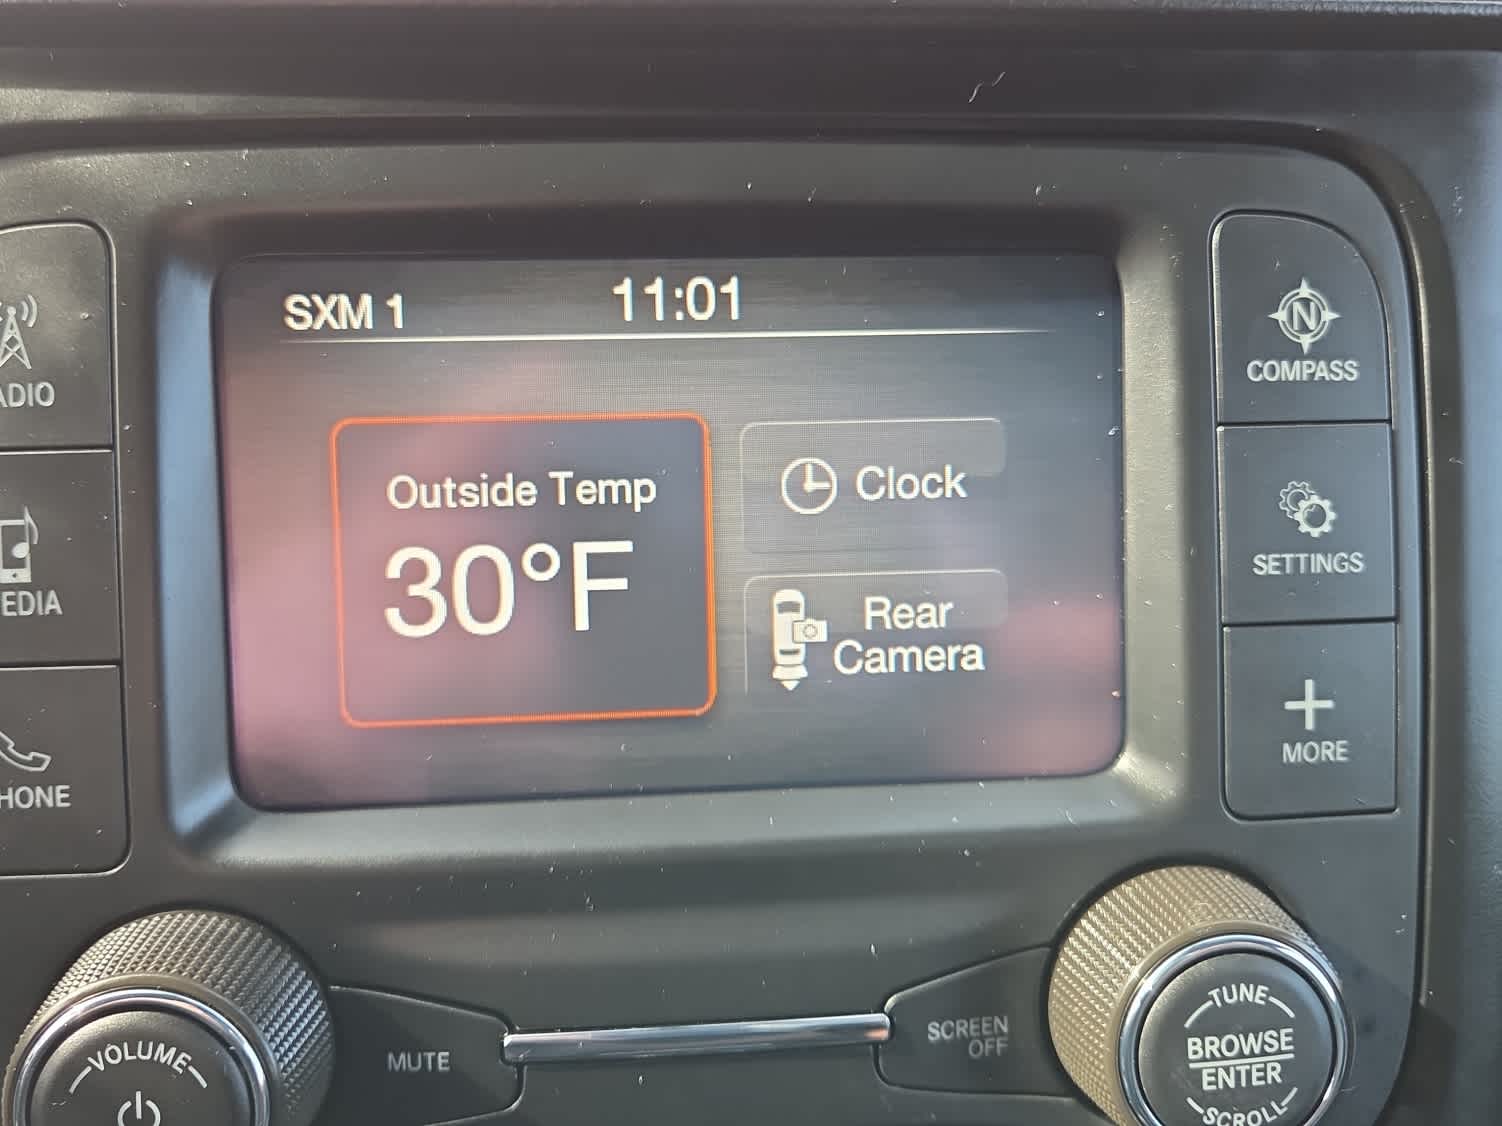 SXM 1
11:01
Outside Temp
30°F
Clock
Rear
Camera
ADIO
EDIA
HONE
N
COMPASS
SETTINGS
MORE
VOLUME
MUTE
SCREEN
OFF
TUNE
BROWSE
ENTER
SCROLL